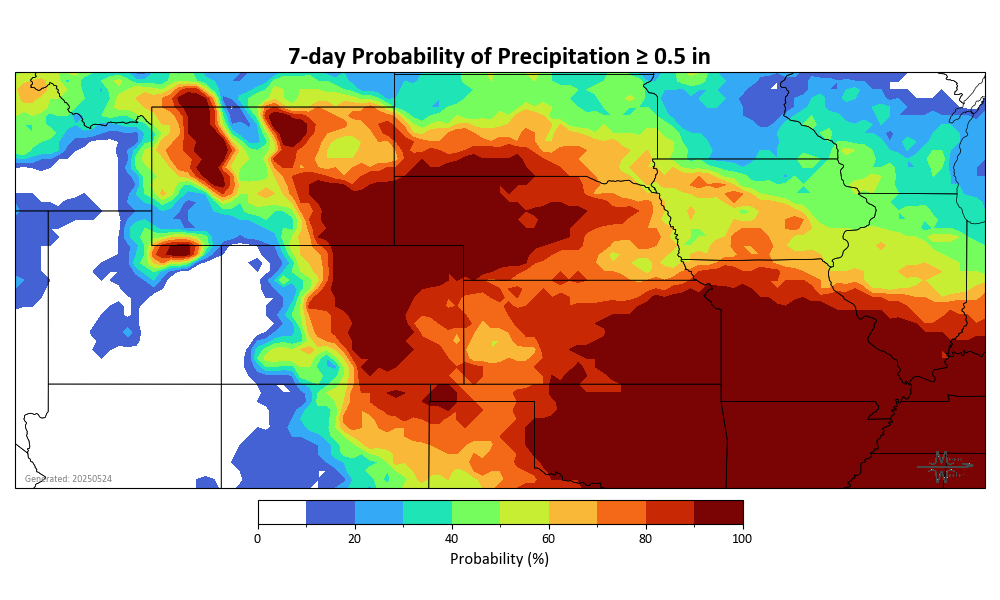 7-day Probability of Precipitation ≥ 0.5 in
Generated: 20250524
0 20 40 60 80 100
Probability (%)